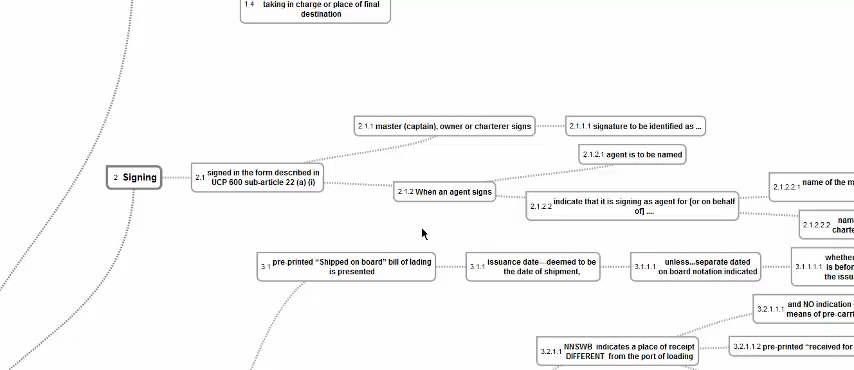 1.4 taking in charge or place of final
destination
2.1.1 master (captain), owner or charterer signs
2.1.1.1 signature to be identified as ...
2.1.2.1 agent is to be named
2 Signing
2.1 signed in the form described in
UCP 600 sub-article 22 (a) (i)
2.1.2 When an agent signs
2.1.2.2 indicate that it is signing as agent for [or on behalf
of] ....
2.1.2.2.1 name of the m
2.1.2.2.2 nam
charte
3.1 pre-printed “Shipped on board” bill of lading
is presented
3.1.1 issuance date...deemed to be
the date of shipment,
3.1.1.1 unless...separate dated
on board notation indicated
3.1.1.1.1 whethe
is befor
the issu
3.2.1.1.1 and NO indication
means of pre-carri
3.2.1.1 NNSWB indicates a place of receipt
DIFFERENT from the port of loading
3.2.1.1.2 pre-printed “received for